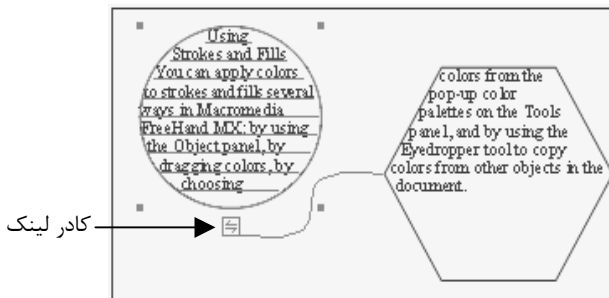 Using
Strokes and Fills
You can apply colors
to strokes and fills several
ways in Macromedia
FreeHand MX: by using
the Object panel, by
dragging colors, by
choosing
colors from the
pop-up color
palettes on the Tools
panel, and by using the
Eyedropper tool to copy
colors from other objects in the
document.
کادر لینک